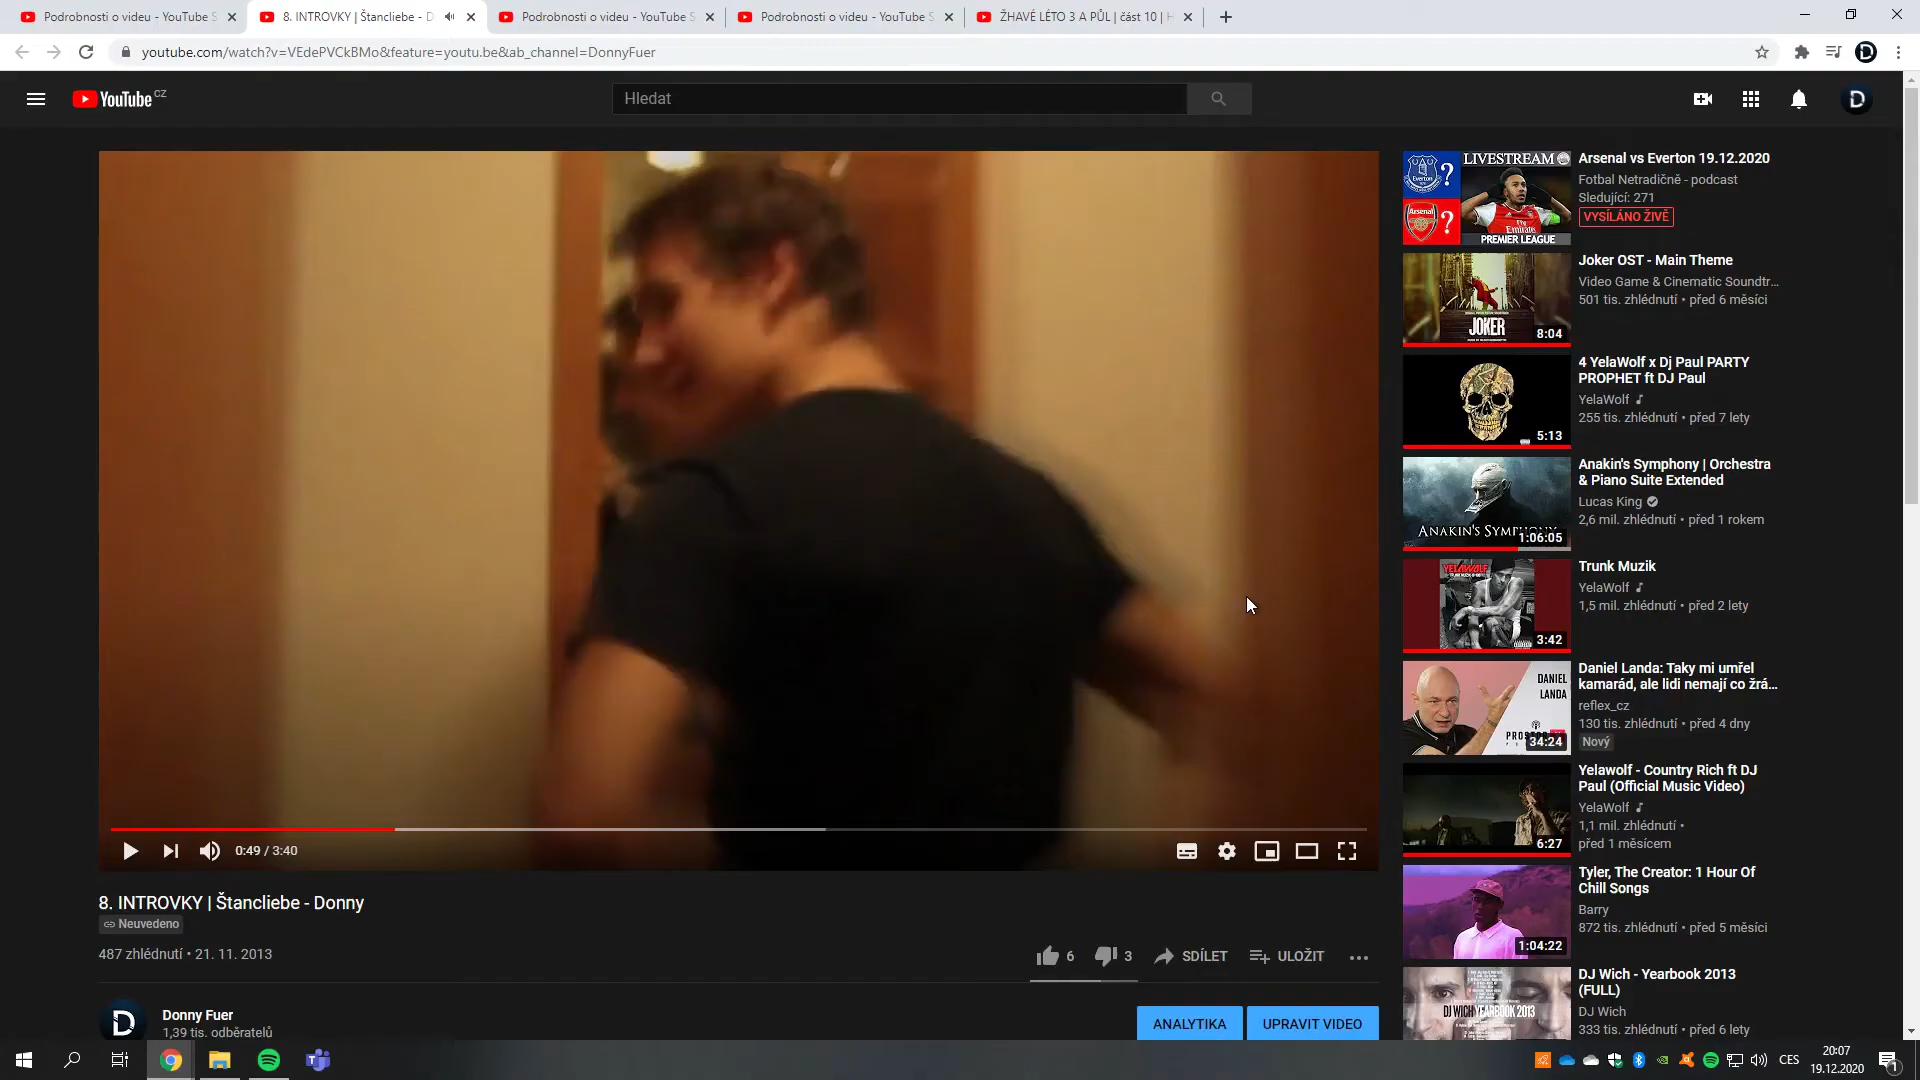 Podrobnosti o videu - YouTube S
8. INTROVKY | Štancliebe - D
Podrobnosti o videu - YouTube S
Podrobnosti o videu - YouTube S
ŽHAVÉ LÉTO 3 A PŮL | část 10 | H
youtube.com/watch?v=VEdePVCkBMo&feature=youtu.be&ab_channel=DonnyFuer
YouTube CZ
Hledat
LIVESTREAM
Everton
?
Arsenal
?
PREMIER LEAGUE
Arsenal vs Everton 19.12.2020
Fotbal Netradičně - podcast
Sledující: 271
VYSÍLÁNO ŽIVĚ
JOKER
8:04
Joker OST - Main Theme
Video Game & Cinematic Soundtr...
501 tis. zhlédnutí • před 6 měsíci
5:13
4 YelaWolf x Dj Paul PARTY
PROPHET ft DJ Paul
YelaWolf
255 tis. zhlédnutí • před 7 lety
1:06:05
Anakin's Symphony | Orchestra
& Piano Suite Extended
Lucas King
2,6 mil. zhlédnutí • před 1 rokem
YELAWOLF
3:42
Trunk Muzik
YelaWolf
1,5 mil. zhlédnutí • před 2 lety
DANIEL
LANDA
34:24
Daniel Landa: Taky mi umřel
kamarád, ale lidi nemají co žrá...
reflex_cz
130 tis. zhlédnutí • před 4 dny
Nový
6:27
Yelawolf - Country Rich ft DJ
Paul (Official Music Video)
YelaWolf
1,1 mil. zhlédnutí •
před 1 měsícem
1:04:22
Tyler, The Creator: 1 Hour Of
Chill Songs
Barry
872 tis. zhlédnutí • před 5 měsíci
DJ WICH YEARBOOK 2013
DJ Wich - Yearbook 2013
(FULL)
DJ Wich
333 tis. zhlédnutí • před 6 lety
0:49 / 3:40
8. INTROVKY | Štancliebe - Donny
Neuvedeno
487 zhlédnutí • 21. 11. 2013
6
3
SDÍLET
ULOŽIT
D
Donny Fuer
1,39 tis. odběratelů
ANALYTIKA
UPRAVIT VIDEO
CES
20:07
19.12.2020
1